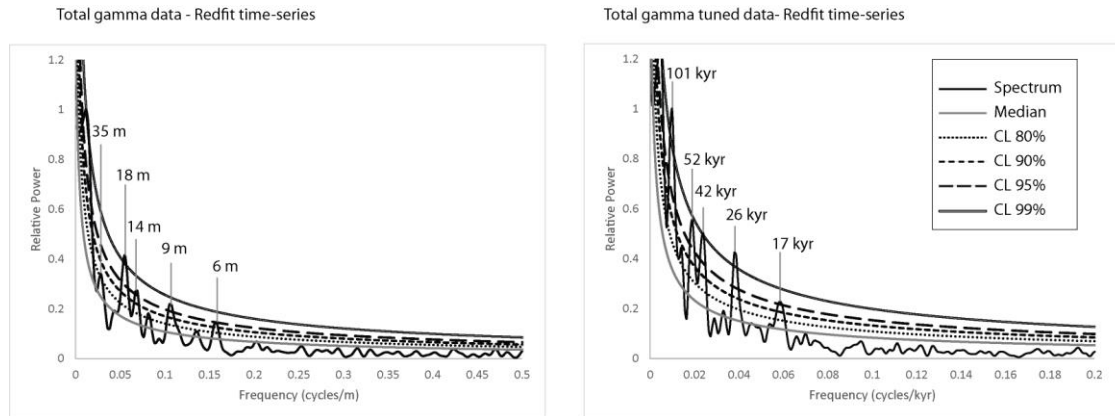 Total gamma data - Redfit time-series
1.2
1
0.8
0.6
0.4
0.2
0
Relative Power
35 m
18 m
14 m
9 m
6 m
0
0.05
0.1
0.15
0.2
0.25
0.3
0.35
0.4
0.45
0.5
Frequency (cycles/m)
Total gamma tuned data- Redfit time-series
1.2
1
0.8
0.6
0.4
0.2
0
Relative Power
101 kyr
52 kyr
42 kyr
26 kyr
17 kyr
0
0.02
0.04
0.06
0.08
0.1
0.12
0.14
0.16
0.18
0.2
Frequency (cycles/kyr)
Spectrum
Median
CL 80%
CL 90%
CL 95%
CL 99%